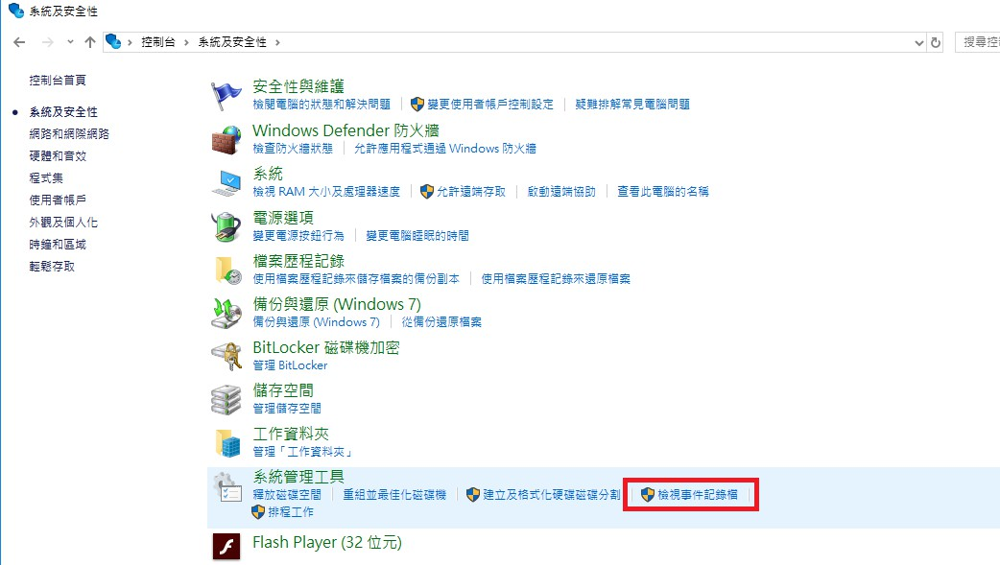 系統及安全性
控制台 系統及安全性
搜尋控
控制台首頁
系統及安全性
網路和網際網路
硬體和音效
程式集
使用者帳戶
外觀及個人化
時鐘和區域
輕鬆存取
安全性與維護
檢閱電腦的狀態和解決問題 變更使用者帳戶控制設定 疑難排解常見電腦問題
Windows Defender 防火牆
檢查防火牆狀態 允許應用程式通過 Windows 防火牆
系統
檢視 RAM 大小及處理器速度 允許遠端存取 啟動遠端協助 查看此電腦的名稱
電源選項
變更電源按鈕行為 變更電腦睡眠的時間
檔案歷程記錄
使用檔案歷程記錄來儲存檔案的備份副本 使用檔案歷程記錄來還原檔案
備份與還原 (Windows 7)
備份與還原 (Windows 7) 從備份還原檔案
BitLocker 磁碟機加密
管理 BitLocker
儲存空間
管理儲存空間
工作資料夾
管理「工作資料夾」
系統管理工具
釋放磁碟空間 重組並最佳化磁碟機 建立及格式化硬碟磁碟分割 檢視事件記錄檔
排程工作
Flash Player (32 位元)